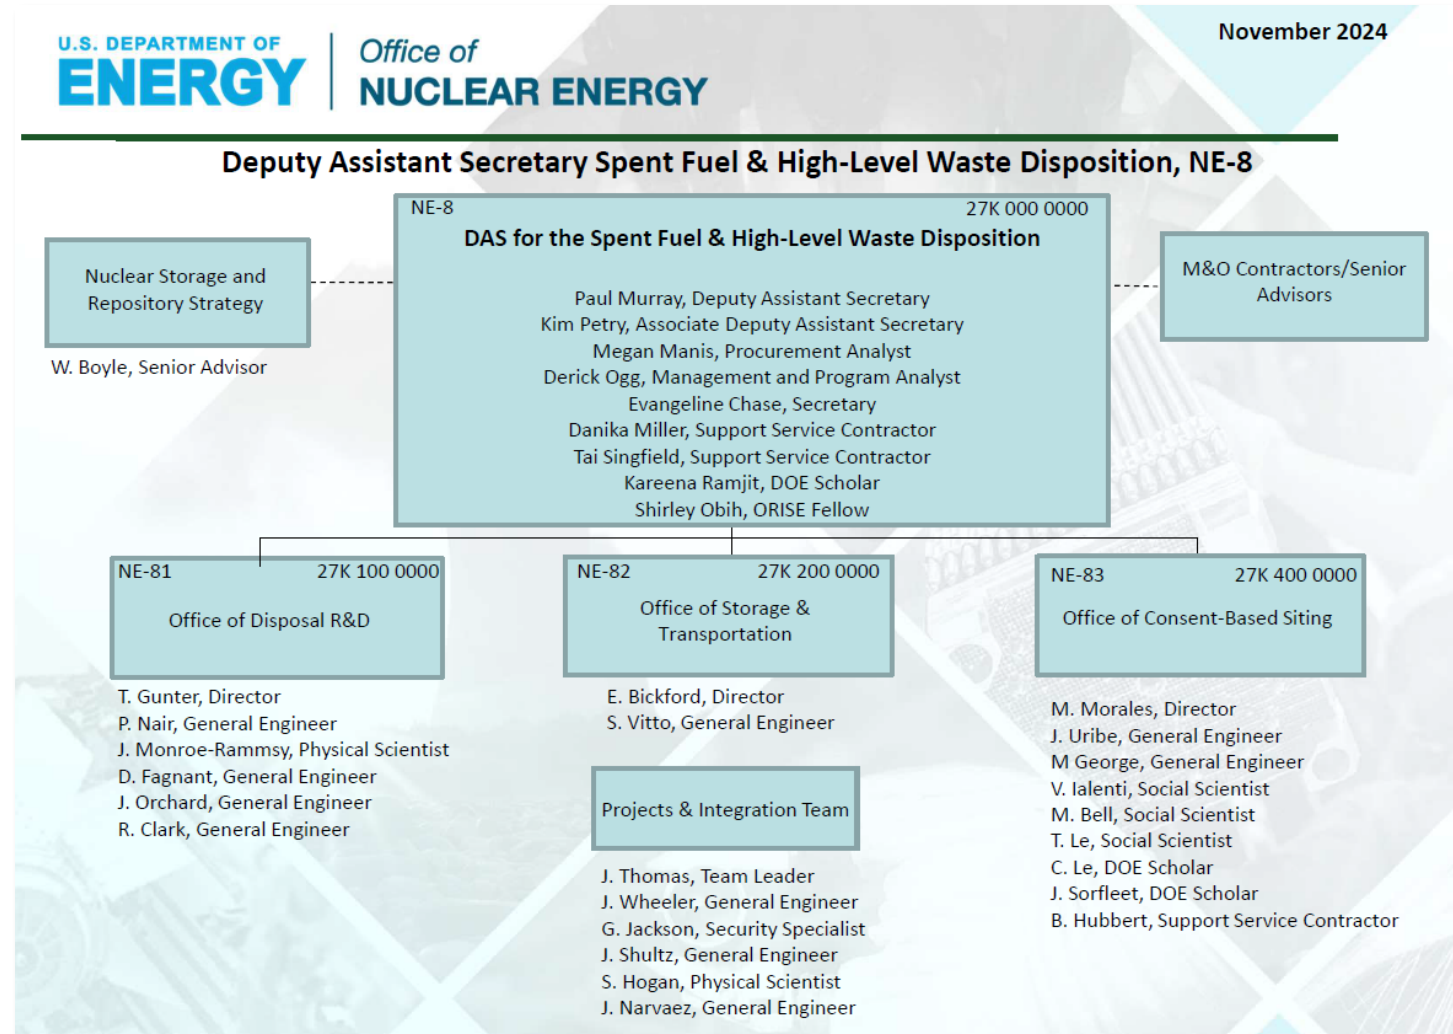 U.S. DEPARTMENT OF
ENERGY
Office of
NUCLEAR ENERGY
November 2024
Deputy Assistant Secretary Spent Fuel & High-Level Waste Disposition, NE-8
NE-8 27K 000 0000
DAS for the Spent Fuel & High-Level Waste Disposition
Paul Murray, Deputy Assistant Secretary
Kim Petry, Associate Deputy Assistant Secretary
Megan Manis, Procurement Analyst
Derick Ogg, Management and Program Analyst
Evangeline Chase, Secretary
Danika Miller, Support Service Contractor
Tai Singfield, Support Service Contractor
Kareena Ramjit, DOE Scholar
Shirley Obih, ORISE Fellow
Nuclear Storage and
Repository Strategy
W. Boyle, Senior Advisor
M&O Contractors/Senior
Advisors
NE-81 27K 100 0000
Office of Disposal R&D
T. Gunter, Director
P. Nair, General Engineer
J. Monroe-Rammsy, Physical Scientist
D. Fagnant, General Engineer
J. Orchard, General Engineer
R. Clark, General Engineer
NE-82 27K 200 0000
Office of Storage &
Transportation
E. Bickford, Director
S. Vitto, General Engineer
Projects & Integration Team
J. Thomas, Team Leader
J. Wheeler, General Engineer
G. Jackson, Security Specialist
J. Shultz, General Engineer
S. Hogan, Physical Scientist
J. Narvaez, General Engineer
NE-83 27K 400 0000
Office of Consent-Based Siting
M. Morales, Director
J. Uribe, General Engineer
M George, General Engineer
V. Ialenti, Social Scientist
M. Bell, Social Scientist
T. Le, Social Scientist
C. Le, DOE Scholar
J. Sorfleet, DOE Scholar
B. Hubbert, Support Service Contractor